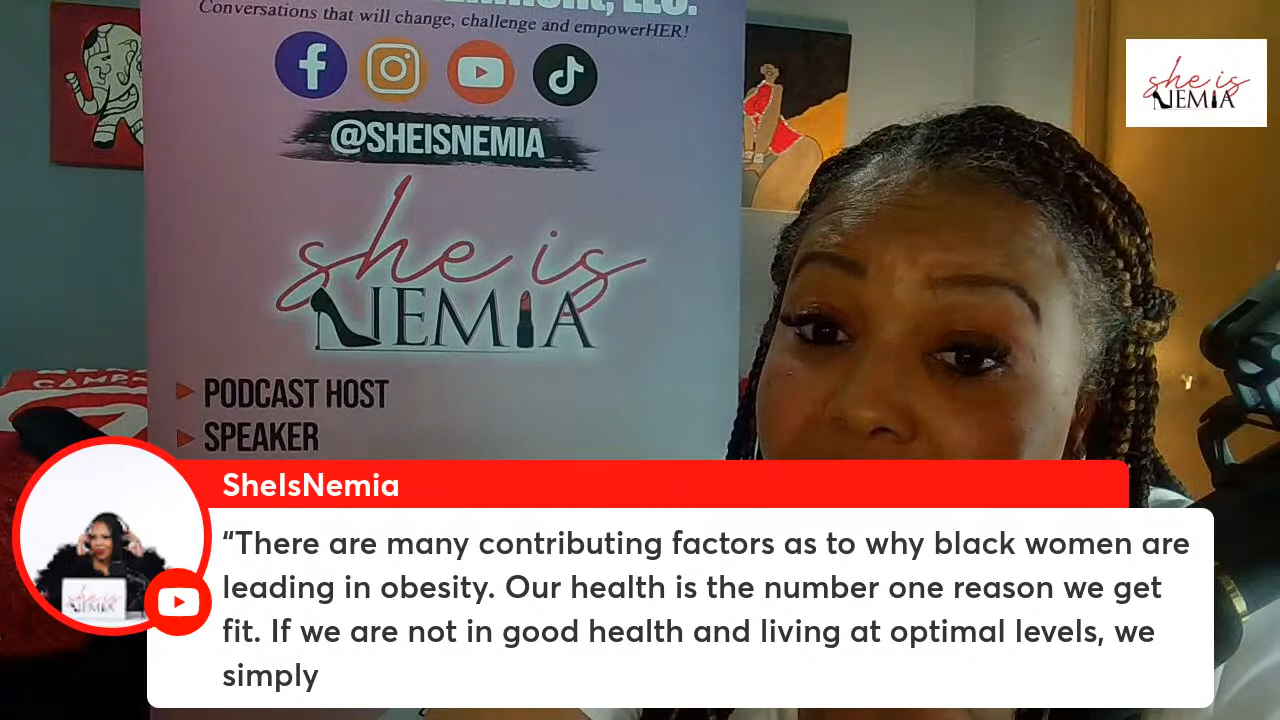 LLC.
Conversations that will change, challenge and empowerHER!
@SHEISNEMIA
she is
NEMIA
PODCAST HOST
SPEAKER
she is
NEMIA
SheIsNemia
“There are many contributing factors as to why black women are
leading in obesity. Our health is the number one reason we get
fit. If we are not in good health and living at optimal levels, we
simply